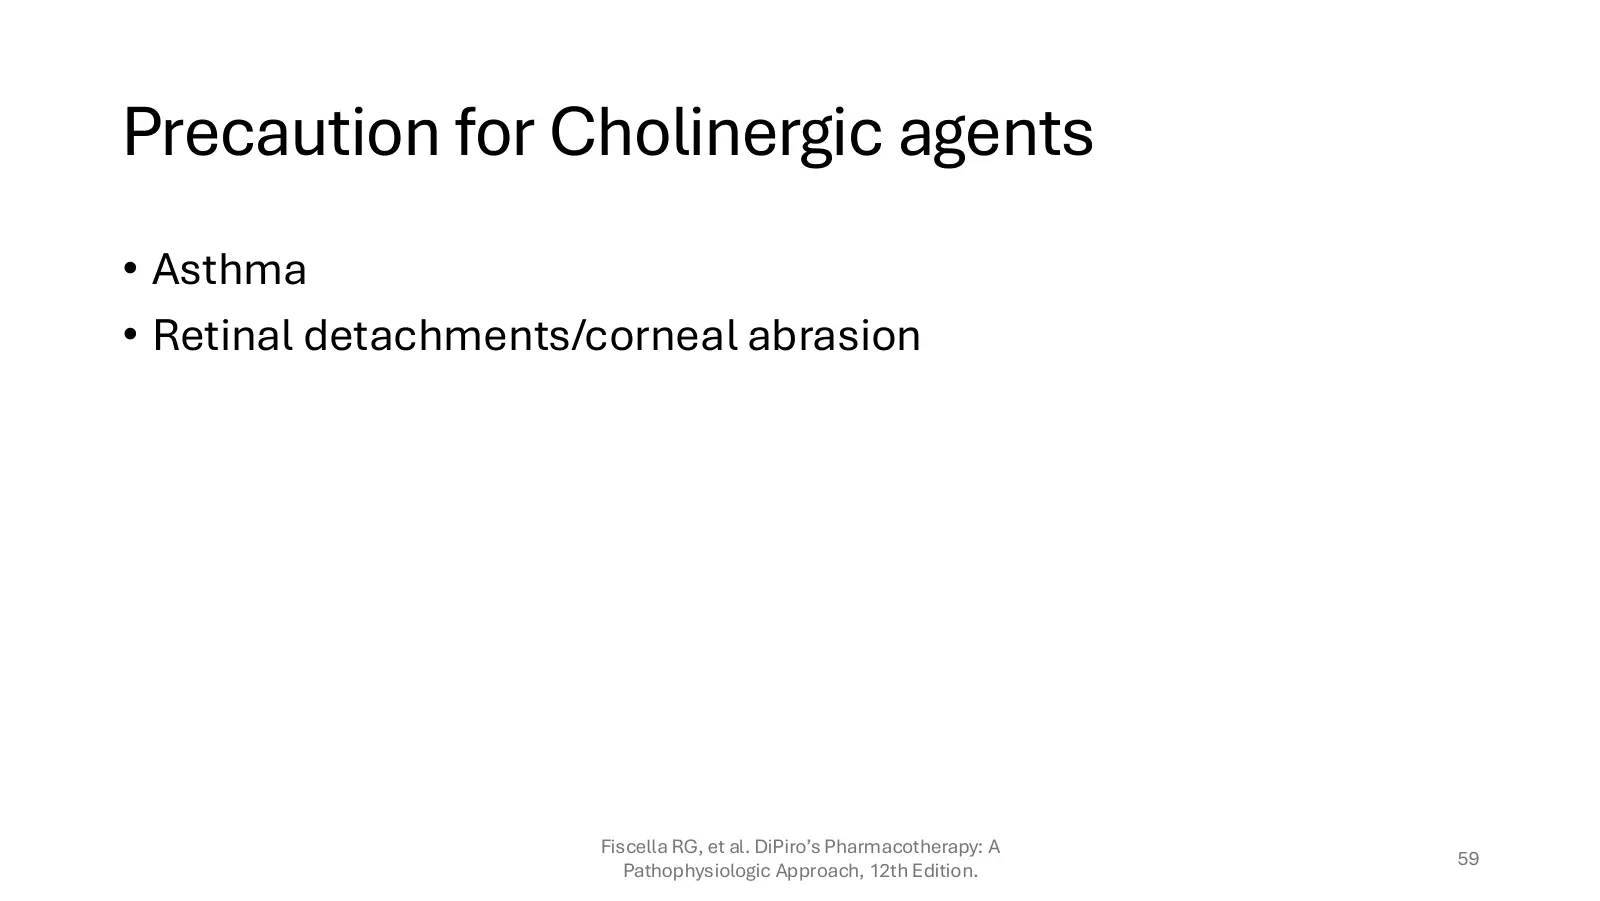 Precaution for Cholinergic agents
• Asthma
• Retinal detachments/corneal abrasion
Fiscella RG, et al. DiPiro’s Pharmacotherapy: A
Pathophysiologic Approach, 12th Edition.
59